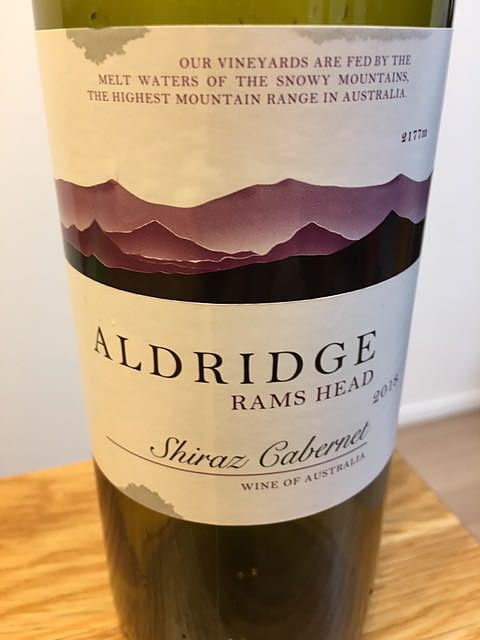 OUR VINEYARDS ARE FED BY THE
MELT WATERS OF THE SNOWY MOUNTAINS,
THE HIGHEST MOUNTAIN RANGE IN AUSTRALIA.
2177m
ALDRIDGE
RAMS HEAD
2018
Shiraz Cabernet
WINE OF AUSTRALIA